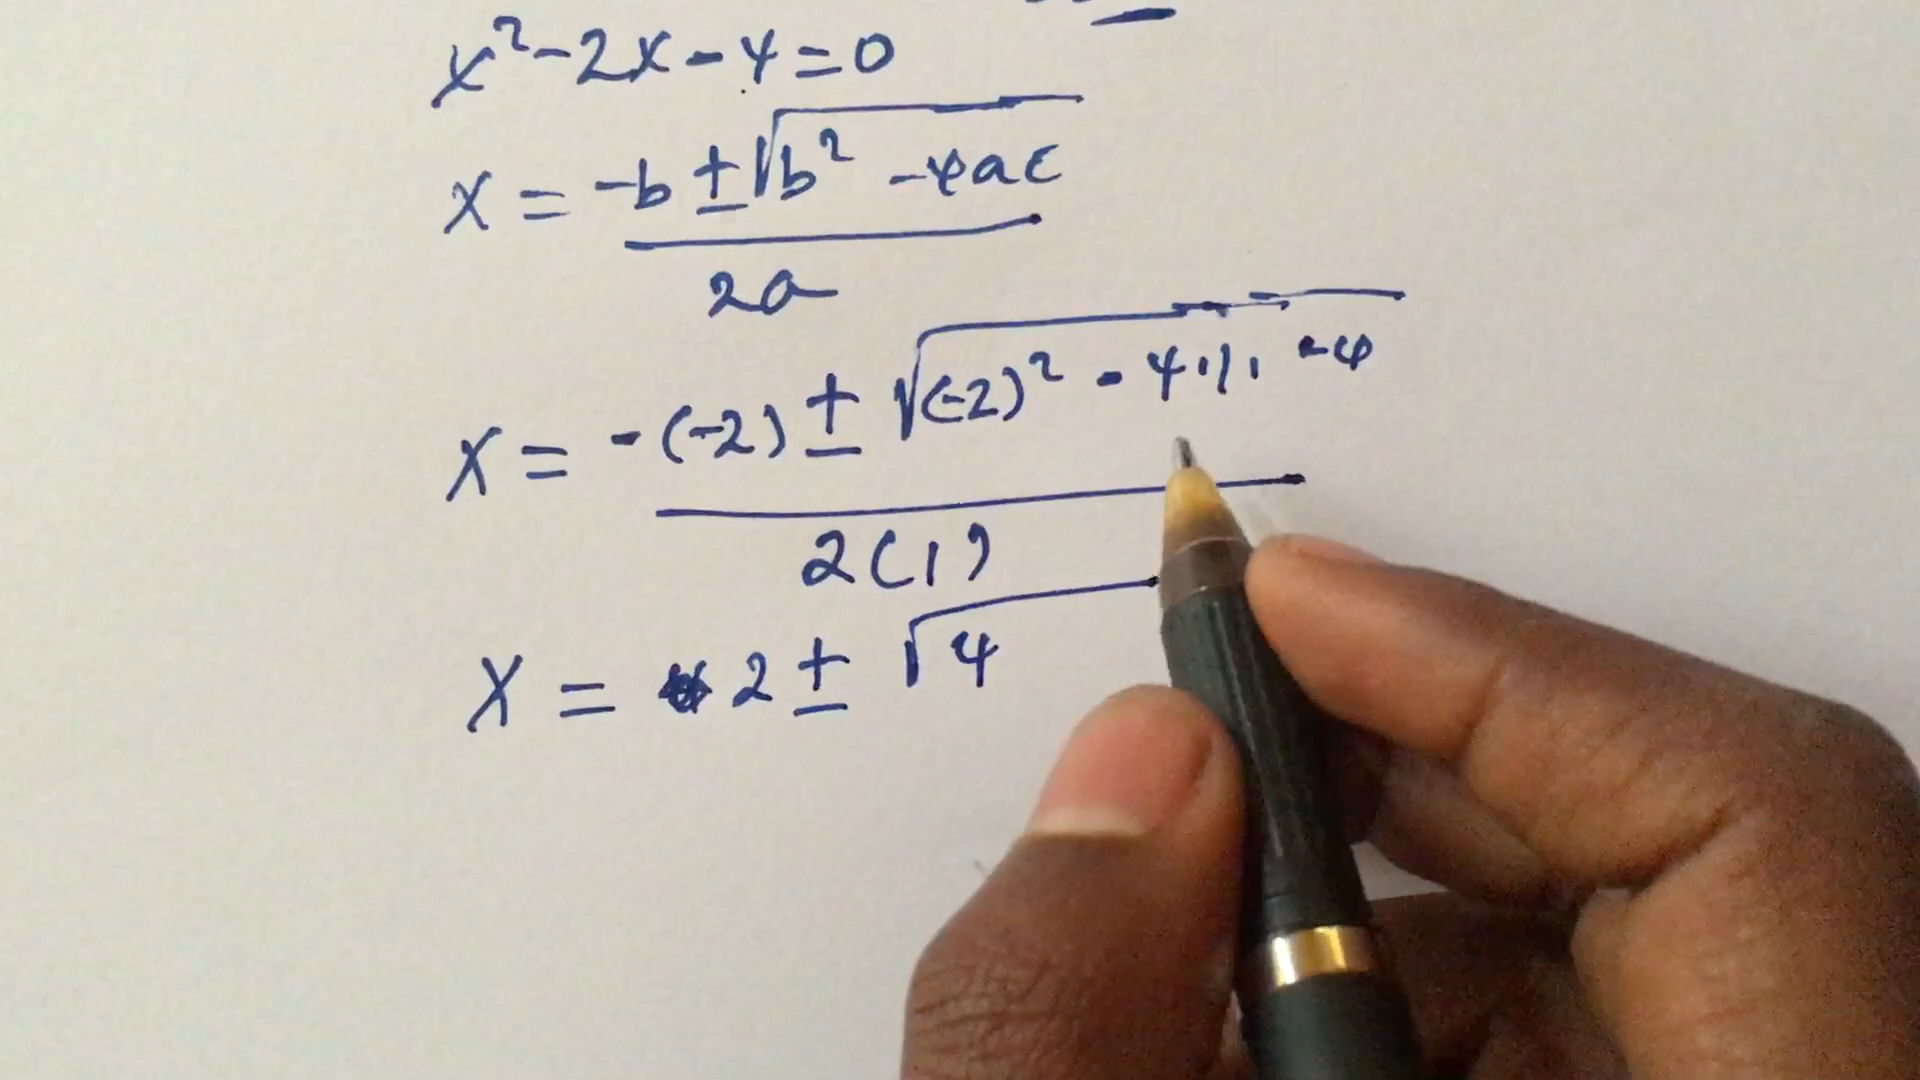 x²-2x-4=0
x = -b ± √b² -4ac
2a
x = -(-2) ± √(-2)² - 4·1· -4
2(1)
x = 2 ± √4